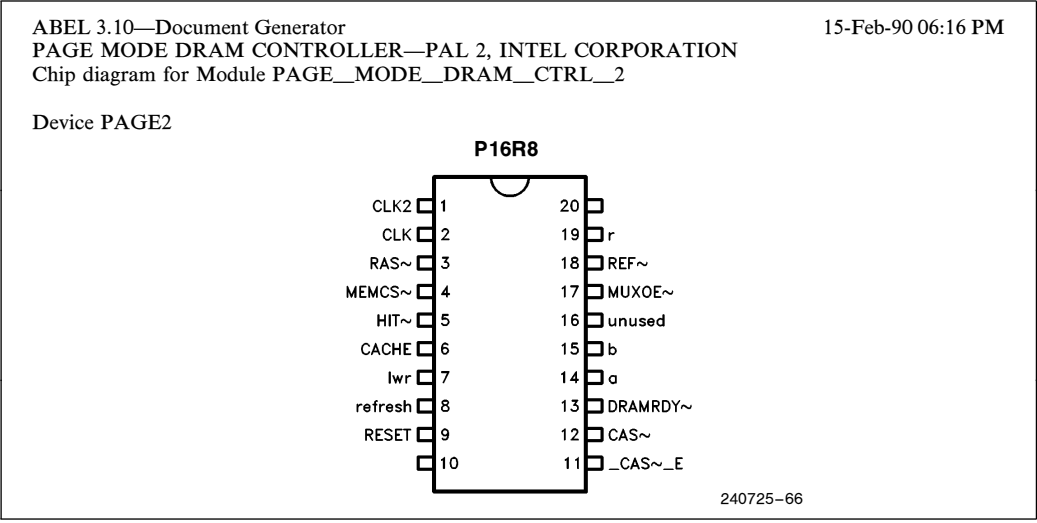 ABEL 3.10—Document Generator 15-Feb-90 06:16 PM
PAGE MODE DRAM CONTROLLER—PAL 2, INTEL CORPORATION
Chip diagram for Module PAGE__MODE__DRAM__CTRL__2
Device PAGE2
P16R8
CLK2 1 20
CLK 2 19 r
RAS~ 3 18 REF~
MEMCS~ 4 17 MUXOE~
HIT~ 5 16 unused
CACHE 6 15 b
lwr 7 14 a
refresh 8 13 DRAMRDY~
RESET 9 12 CAS~
10 11 _CAS~_E
240725-66